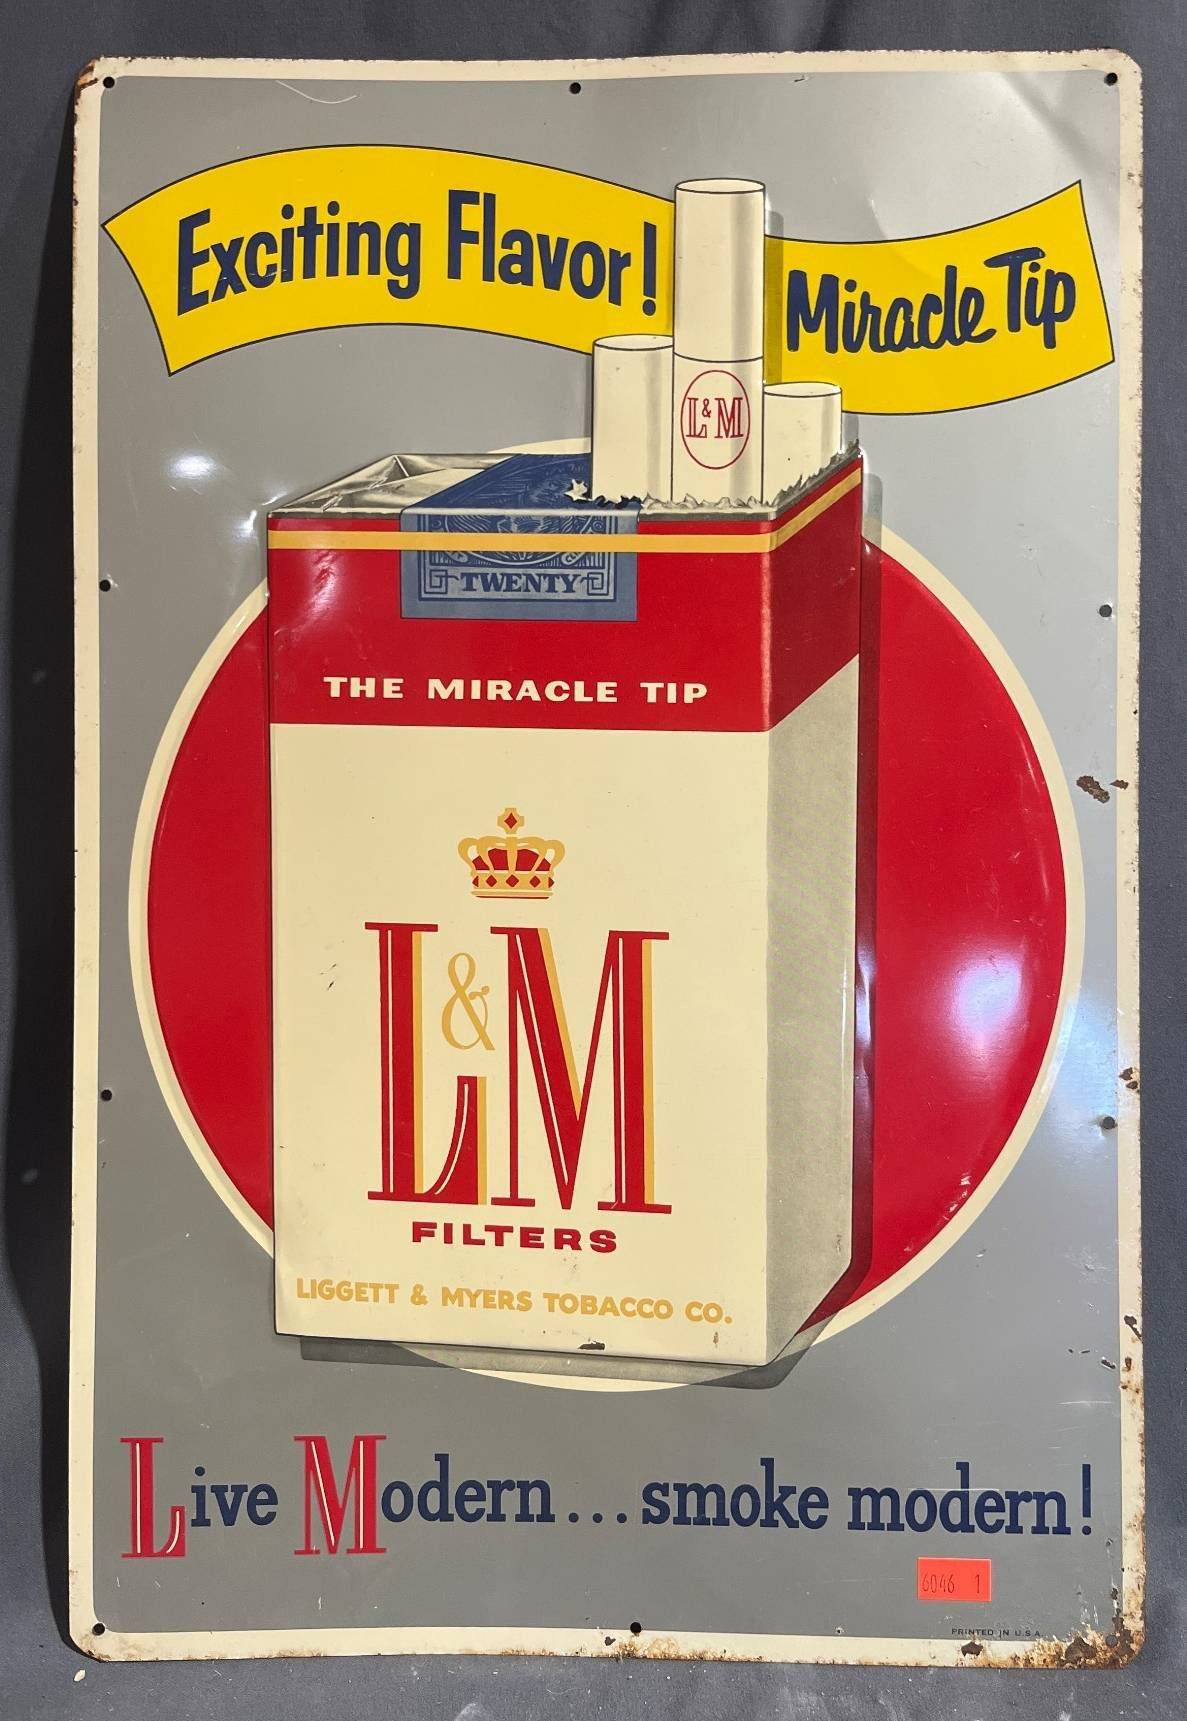 Exciting Flavor!
Miracle Tip
L&M
TWENTY
THE MIRACLE TIP
L&M
FILTERS
LIGGETT & MYERS TOBACCO CO.
Live Modern... smoke modern!
6046 1
PRINTED IN U.S.A.